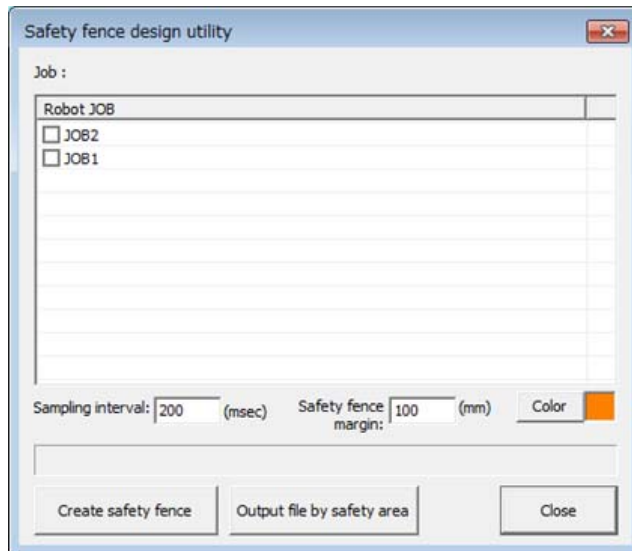 Safety fence design utility
Job :
Robot JOB
JOB2
JOB1
Sampling interval: 200 (msec) Safety fence margin: 100 (mm) Color
Create safety fence Output file by safety area Close